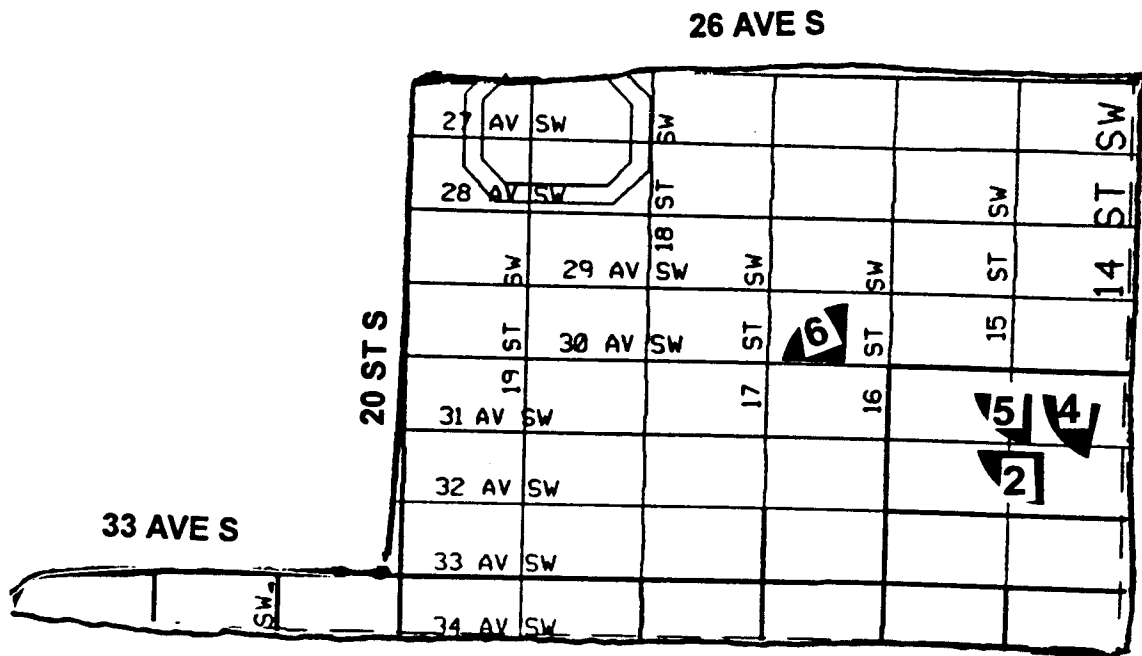 26 AVE S
27 AV SW
SW
SW
28 AV SW
18 ST
SW
ST
14 ST
29 AV SW
SW
SW
SW
15 ST
20 ST S
19 ST
30 AV SW
17 ST
6
16 ST
31 AV SW
5
4
32 AV SW
2
33 AVE S
33 AV SW
SW
34 AV SW